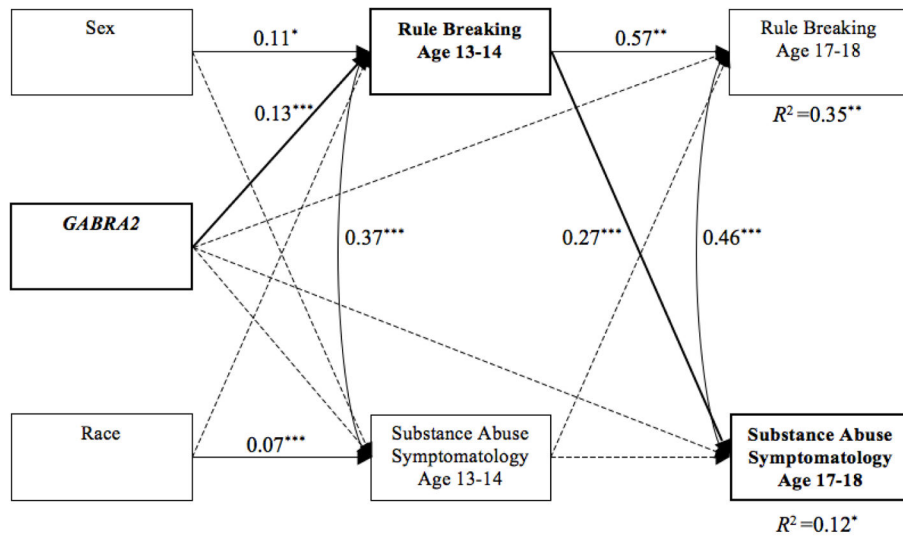 Sex
0.11*
Rule Breaking
Age 13-14
0.57**
Rule Breaking
Age 17-18
R² =0.35**
0.13***
GABRA2
0.37***
0.27***
0.46***
Race
0.07***
Substance Abuse
Symptomatology
Age 13-14
Substance Abuse
Symptomatology
Age 17-18
R² =0.12*